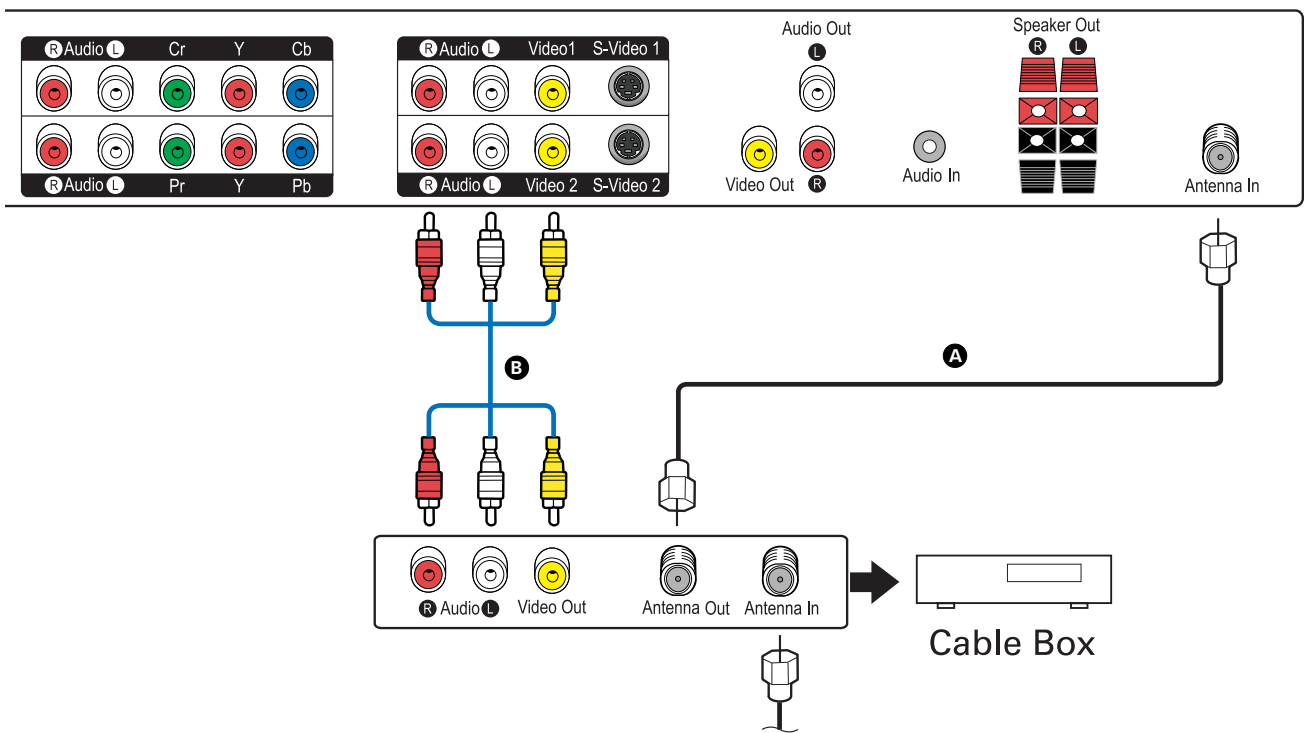 R Audio L Cr Y Cb
R Audio L Pr Y Pb
R Audio L Video1 S-Video 1
R Audio L Video 2 S-Video 2
Audio Out
L
Video Out R
Audio In
Speaker Out
R L
Antenna In
A
B
R Audio L Video Out Antenna Out Antenna In
Cable Box